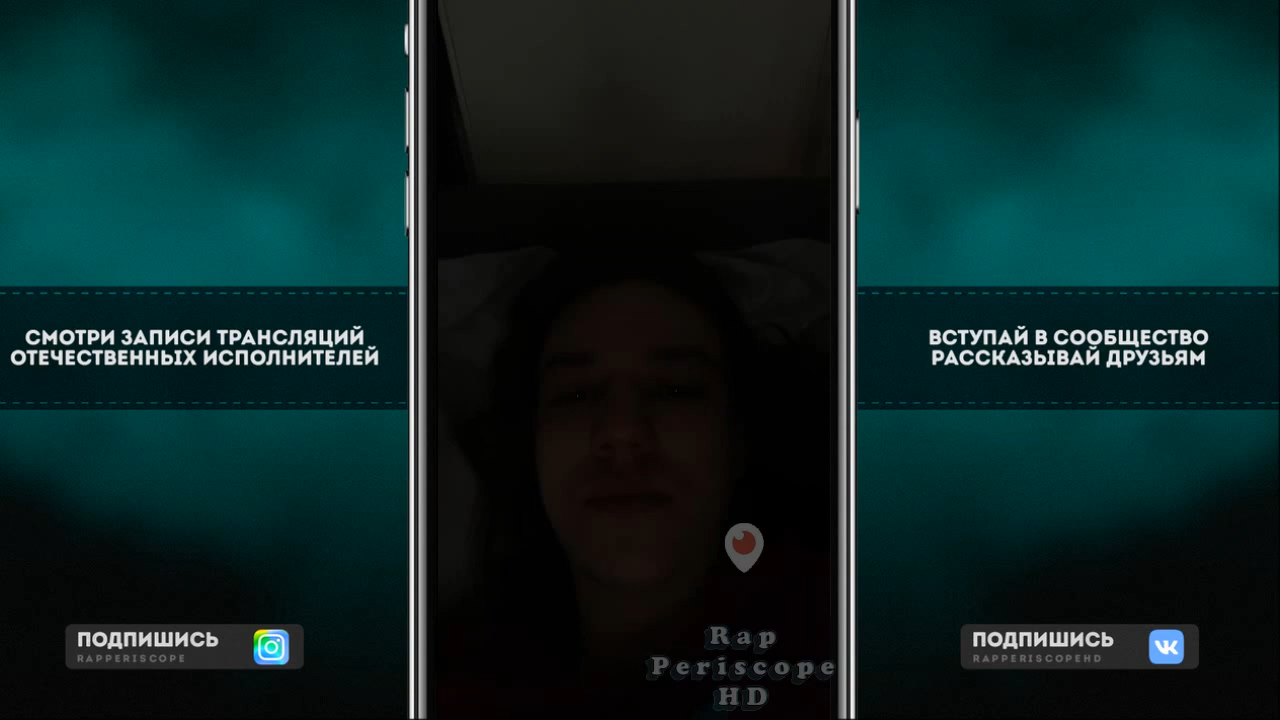 СМОТРИ ЗАПИСИ ТРАНСЛЯЦИЙ
ОТЕЧЕСТВЕННЫХ ИСПОЛНИТЕЛЕЙ
ВСТУПАЙ В СООБЩЕСТВО
РАССКАЗЫВАЙ ДРУЗЬЯМ
ПОДПИШИСЬ
RAPPERISCOPE
Rap
Periscope
HD
ПОДПИШИСЬ
RAPPERISCOPEHD